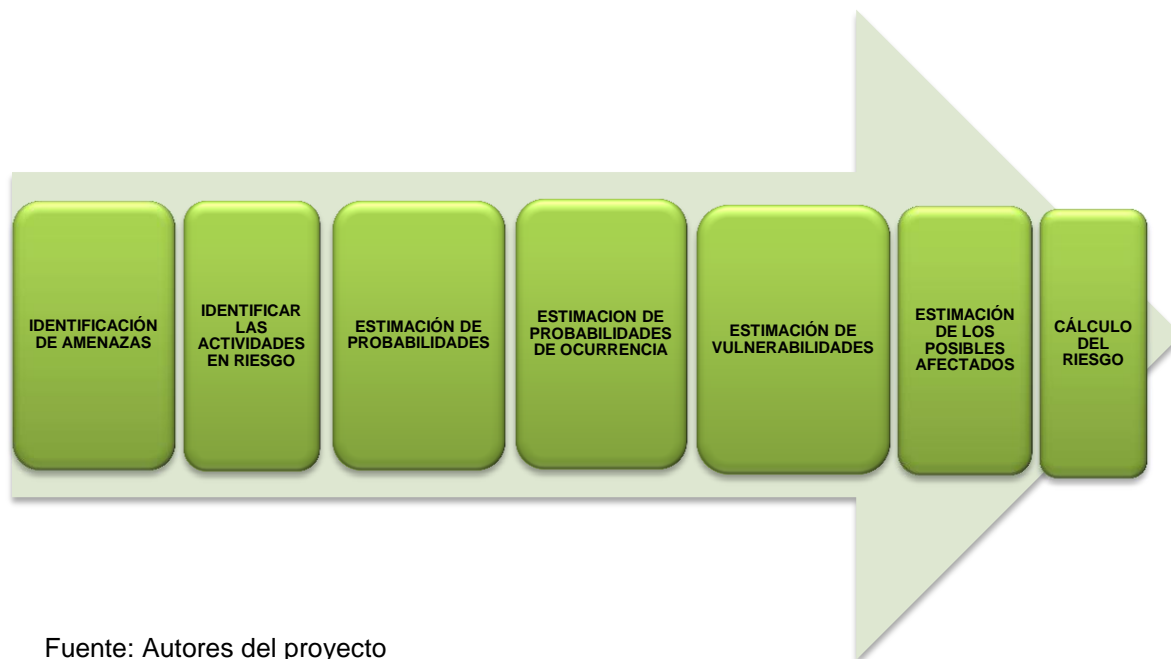 IDENTIFICACIÓN
DE AMENAZAS
IDENTIFICAR
LAS
ACTIVIDADES
EN RIESGO
ESTIMACIÓN DE
PROBABILIDADES
ESTIMACION DE
PROBABILIDADES
DE OCURRENCIA
ESTIMACIÓN DE
VULNERABILIDADES
ESTIMACIÓN
DE LOS
POSIBLES
AFECTADOS
CÁLCULO
DEL
RIESGO
Fuente: Autores del proyecto